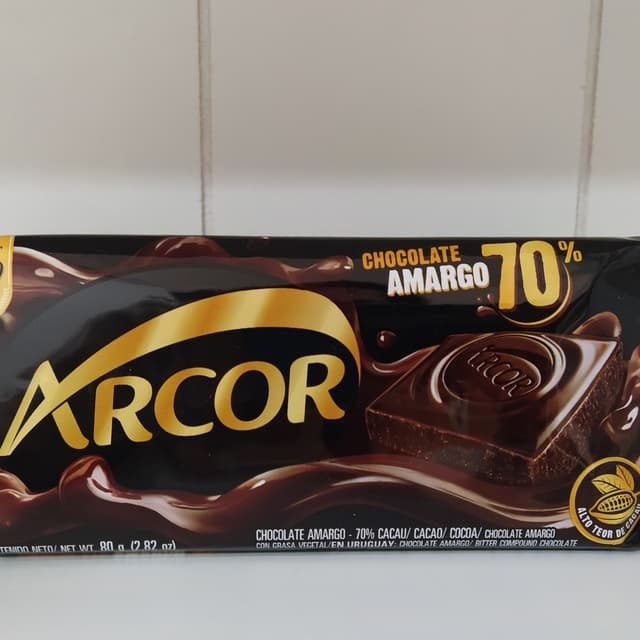 CHOCOLATE
AMARGO 70%
ARCOR
ARCOR
ALTO TEOR DE CACAU
NETO/ NET WT. 80 g (2,82 oz)
CHOCOLATE AMARGO - 70% CACAU/ CACAO/ COCOA/ CHOCOLATE AMARGO
CON GRASA VEGETAL/EN URUGUAY: CHOCOLATE AMARGO/ BITTER COMPOUND CHOCOLATE